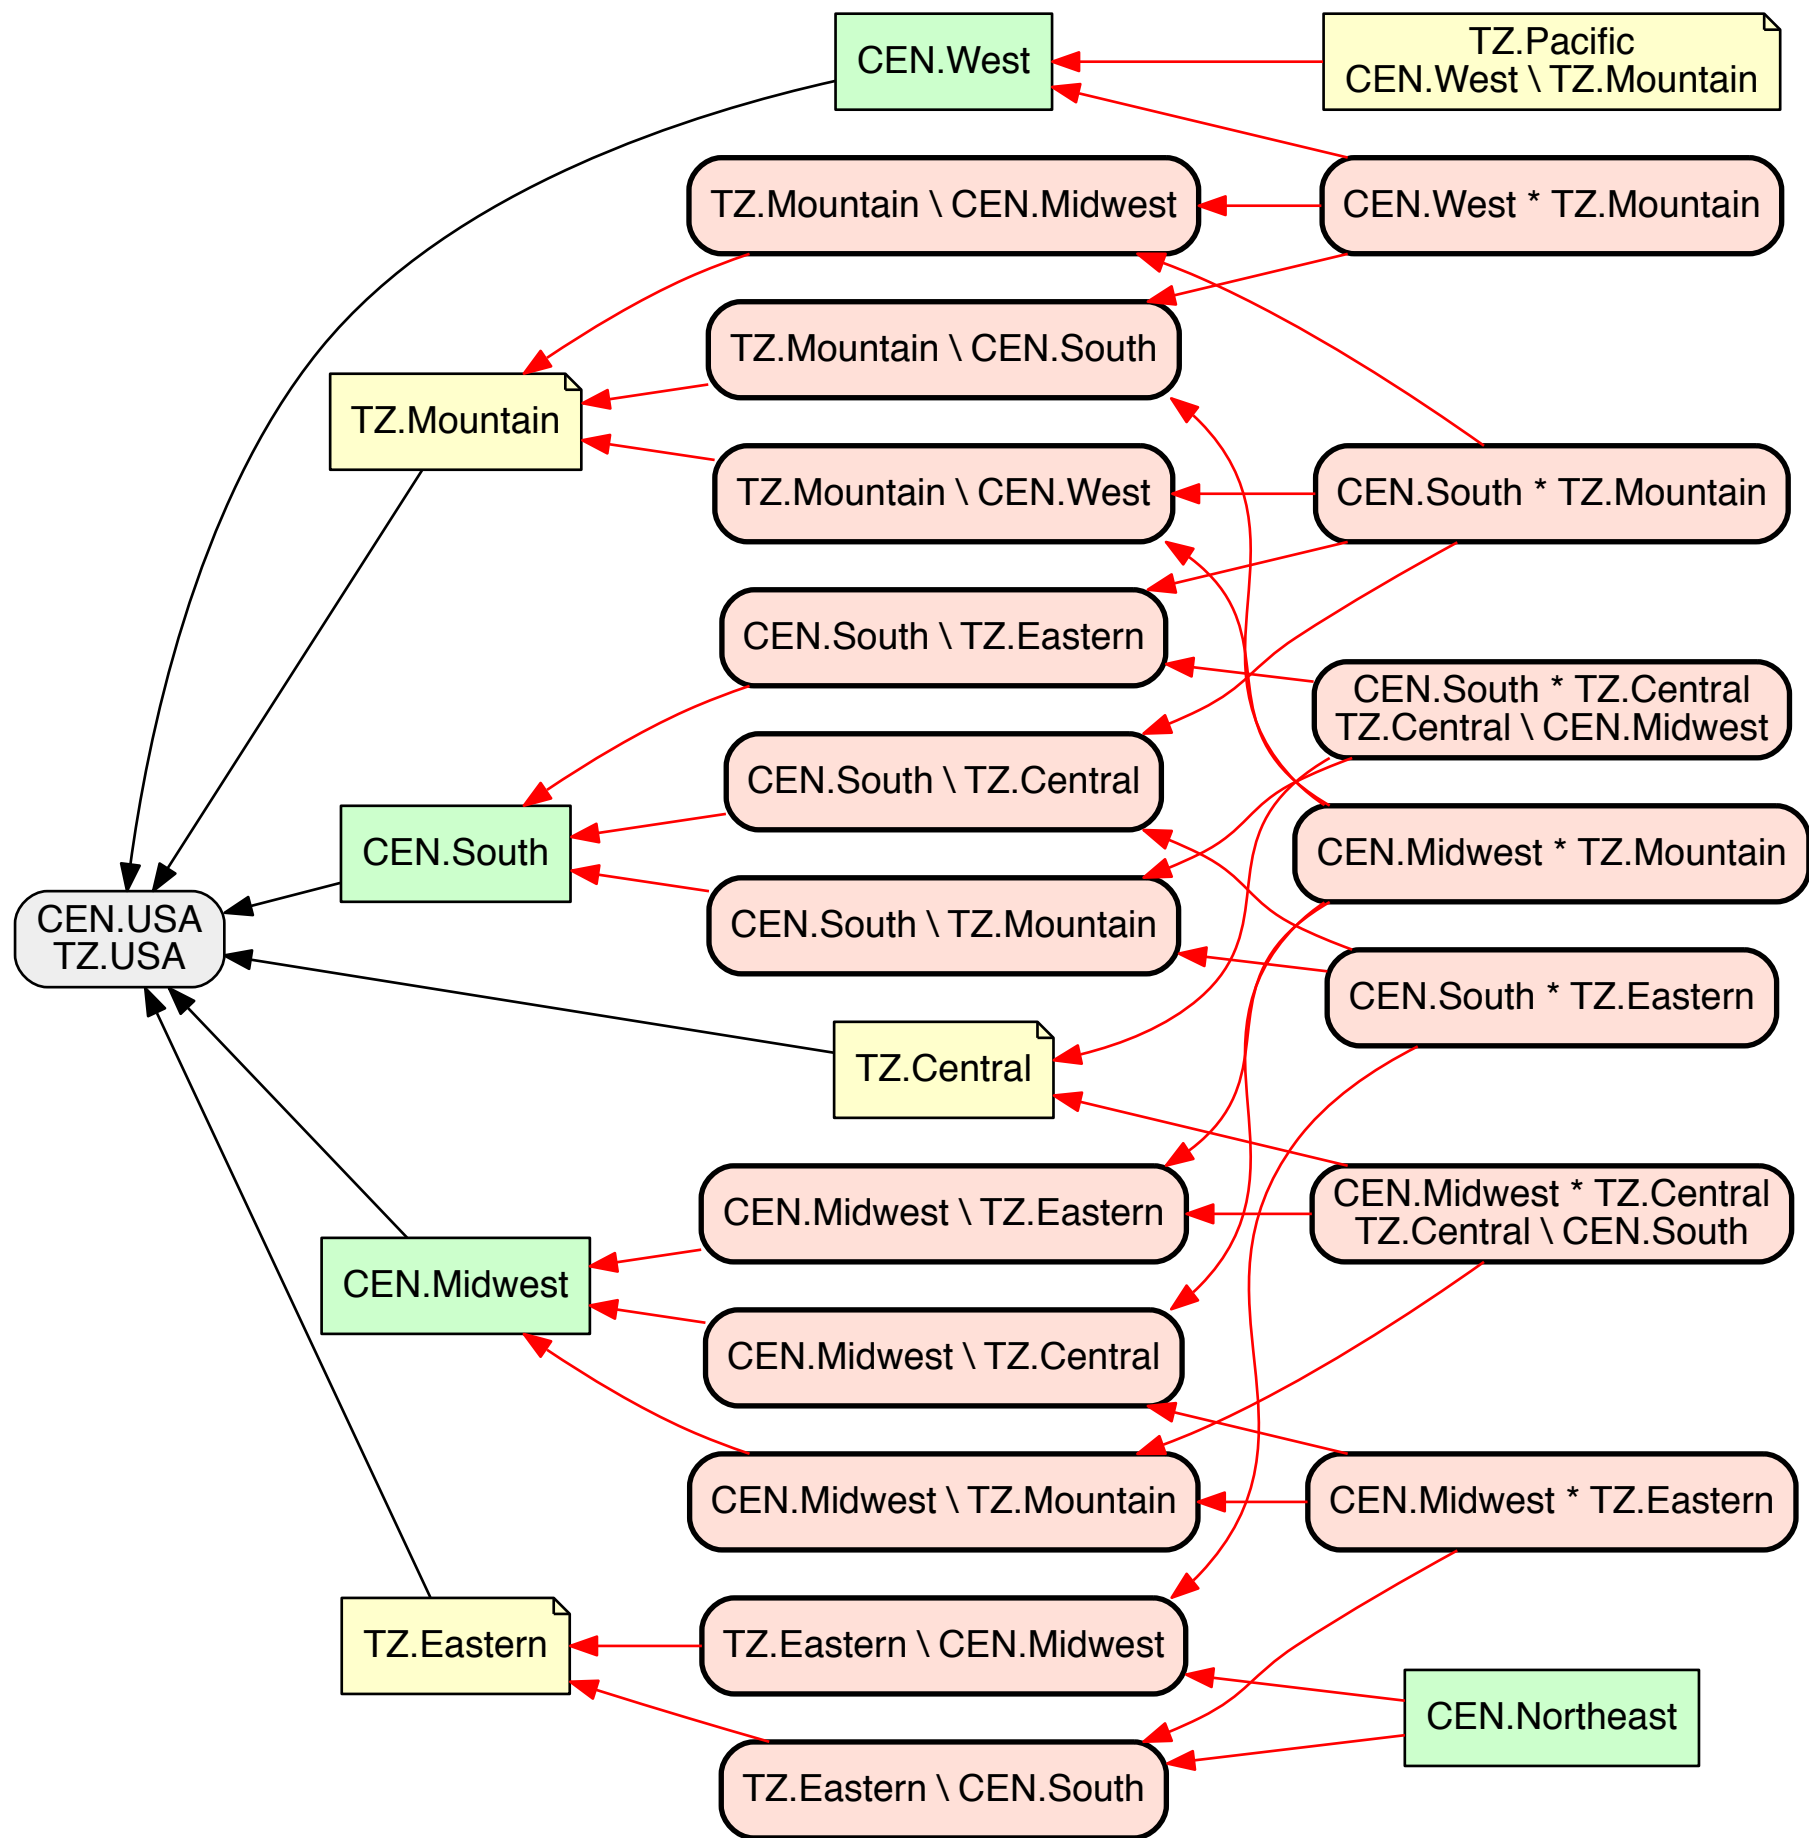 CEN.West
TZ.Pacific
CEN.West \ TZ.Mountain
TZ.Mountain \ CEN.Midwest
CEN.West * TZ.Mountain
TZ.Mountain \ CEN.South
TZ.Mountain
TZ.Mountain \ CEN.West
CEN.South * TZ.Mountain
CEN.South \ TZ.Eastern
CEN.South * TZ.Central
TZ.Central \ CEN.Midwest
CEN.South \ TZ.Central
CEN.South
CEN.Midwest * TZ.Mountain
CEN.USA
TZ.USA
CEN.South \ TZ.Mountain
CEN.South * TZ.Eastern
TZ.Central
CEN.Midwest \ TZ.Eastern
CEN.Midwest * TZ.Central
TZ.Central \ CEN.South
CEN.Midwest
CEN.Midwest \ TZ.Central
CEN.Midwest \ TZ.Mountain
CEN.Midwest * TZ.Eastern
TZ.Eastern
TZ.Eastern \ CEN.Midwest
CEN.Northeast
TZ.Eastern \ CEN.South